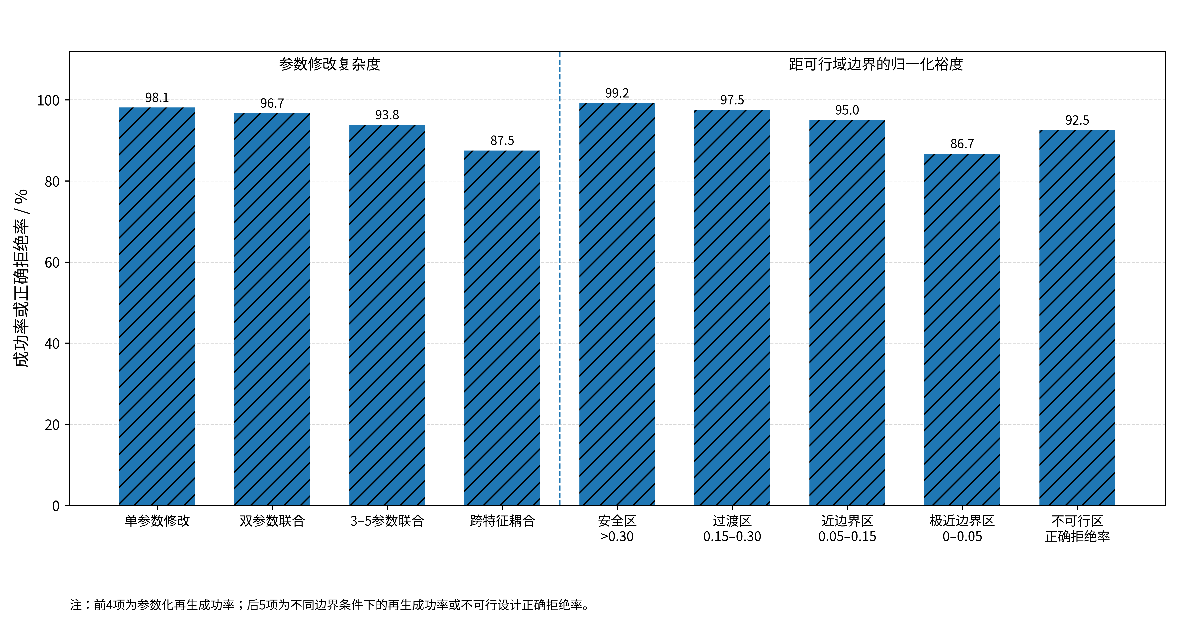 参数修改复杂度
距可行域边界的归一化裕度
成功率或正确拒绝率 / %
100
80
60
40
20
0
98.1
96.7
93.8
87.5
99.2
97.5
95.0
86.7
92.5
单参数修改
双参数联合
3–5参数联合
跨特征耦合
安全区
>0.30
过渡区
0.15–0.30
近边界区
0.05–0.15
极近边界区
0–0.05
不可行区
正确拒绝率
注：前4项为参数化再生成功率；后5项为不同边界条件下的再生成功率或不可行设计正确拒绝率。